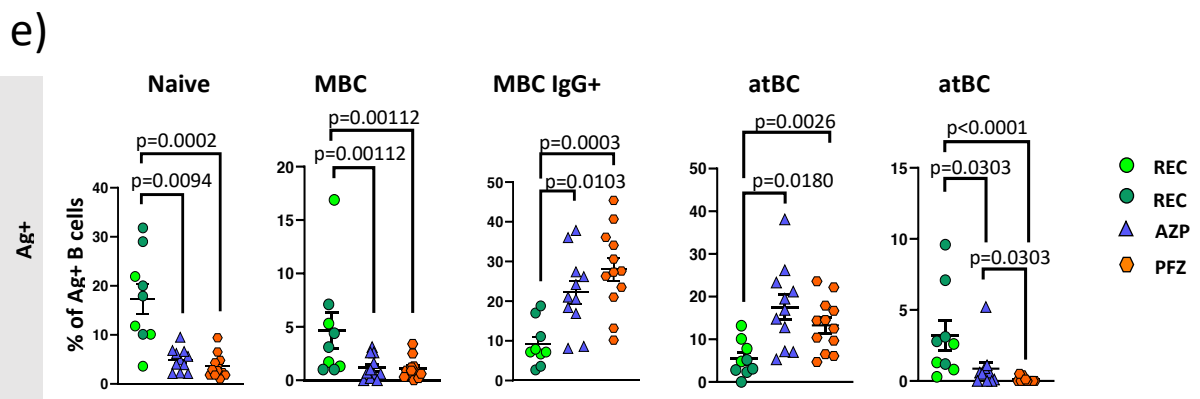 e)
Naive
MBC
MBC IgG+
atBC
atBC
Ag+
% of Ag+ B cells
p=0.0002
p=0.0094
40
30
20
10
0
p=0.00112
p=0.00112
20
15
10
5
0
p=0.0003
p=0.0103
50
40
30
20
10
0
p=0.0026
p=0.0180
50
40
30
20
10
0
p<0.0001
p=0.0303
p=0.0303
15
10
5
0
REC
REC
AZP
PFZ